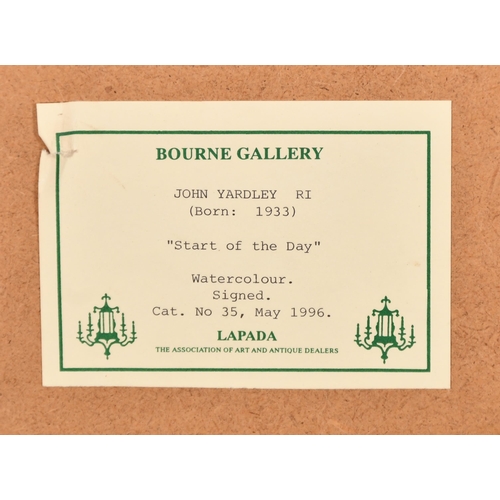 BOURNE GALLERY
JOHN YARDLEY RI
(Born: 1933)
"Start of the Day"
Watercolour.
Signed.
Cat. No 35, May 1996.
LAPADA
THE ASSOCIATION OF ART AND ANTIQUE DEALERS